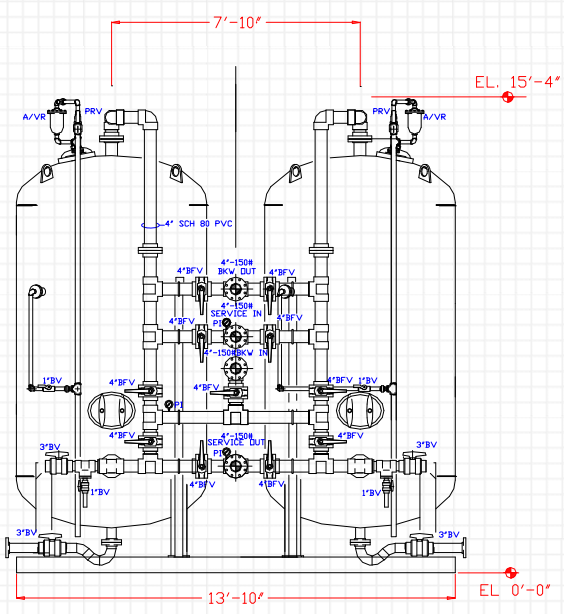 7'-10"
EL. 15'-4"
A/VR
PRV
PRV
A/VR
4" SCH 80 PVC
4"-150#
BKW OUT
4"BFV
4"BFV
4"-150#
SERVICE IN
PI
4"BFV
4"BFV
4"-150#BKW IN
1"BV
4"BFV
4"BFV
4"BFV
1"BV
PI
4"BFV
4"-150#
SERVICE OUT
4"BFV
3"BV
PI
3"BV
4"BFV
4"BFV
1"BV
1"BV
3"BV
3"BV
EL 0'-0"
13'-10"